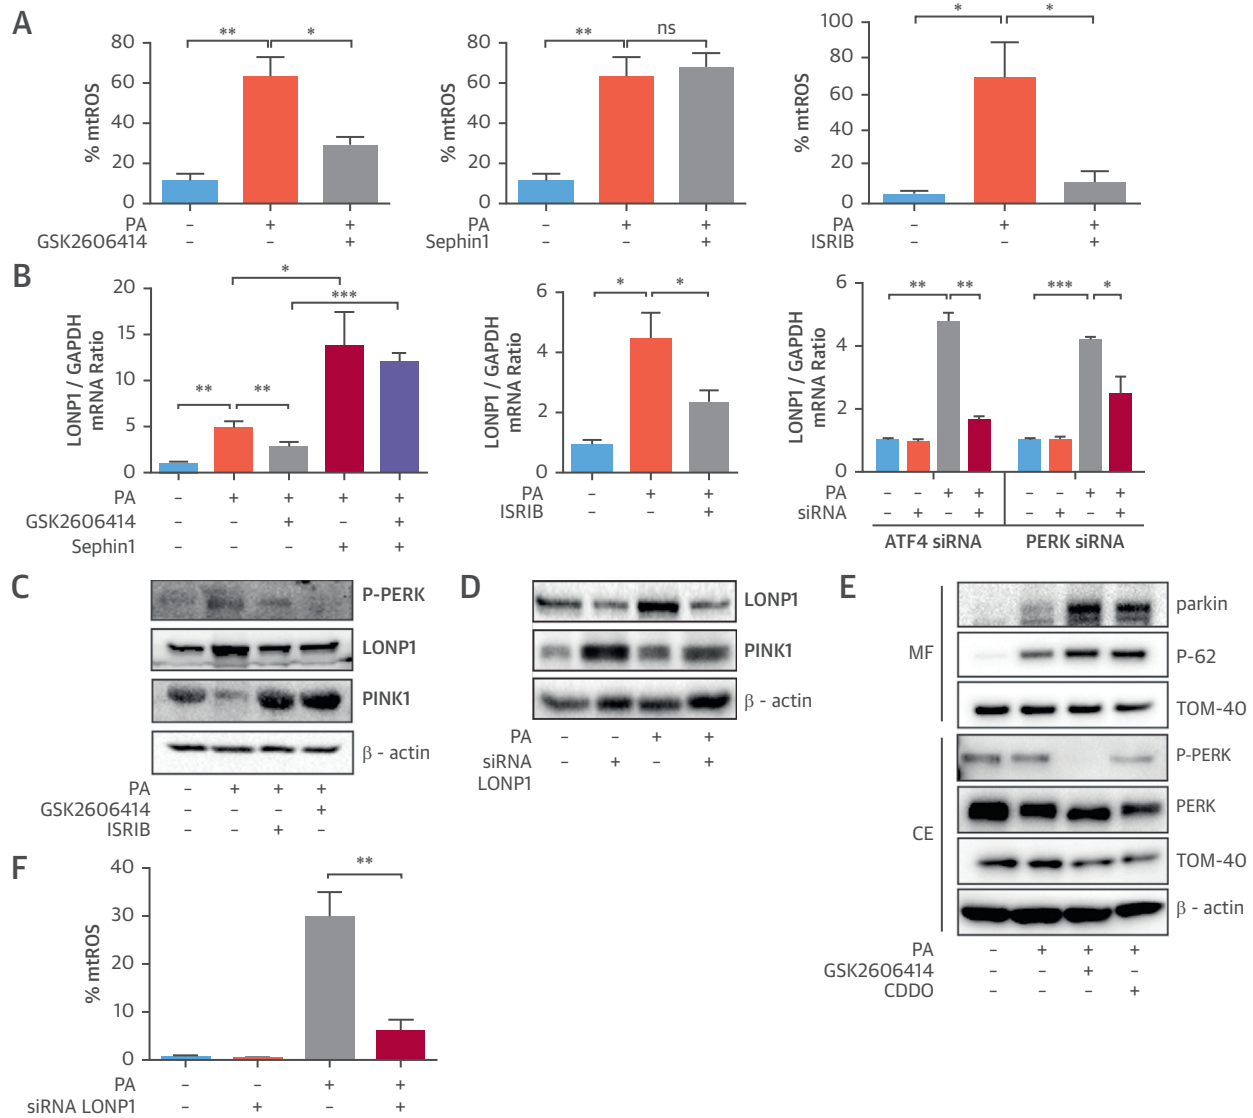 A
** *
80
60
40
20
0
% mtROS
PA - + +
GSK2606414 - - +
** ns
80
60
40
20
0
% mtROS
PA - + +
Sephin1 - - +
* *
100
80
60
40
20
0
% mtROS
PA - + +
ISRIB - - +
B
* *** ** **
20
15
10
5
0
LONP1 / GAPDH
mRNA Ratio
PA - + + + +
GSK2606414 - - + - +
Sephin1 - - - + +
* *
6
4
2
0
LONP1 / GAPDH
mRNA Ratio
PA - + +
ISRIB - - +
** ** *** *
6
4
2
0
LONP1 / GAPDH
mRNA Ratio
PA - - + + - - + +
siRNA - + - + - + - +
ATF4 siRNA PERK siRNA
C
P-PERK
LONP1
PINK1
β - actin
PA - + + +
GSK2606414 - - - +
ISRIB - - + -
D
LONP1
PINK1
β - actin
PA - - + +
siRNA - + - +
LONP1
E
MF
parkin
P-62
TOM-40
CE
P-PERK
PERK
TOM-40
β - actin
PA - + + +
GSK2606414 - - + -
CDDO - - - +
F
**
40
30
20
10
0
% mtROS
PA - - + +
siRNA LONP1 - + - +